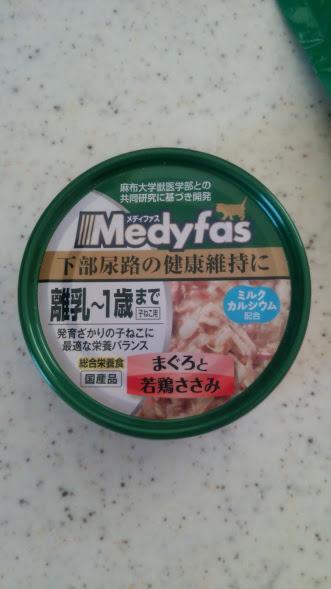 麻布大学獣医学部との
共同研究に基づき開発
メディファス
Medyfas
下部尿路の健康維持に
離乳~1歳まで
子ねこ用
発育ざかりの子ねこに
最適な栄養バランス
ミルク
カルシウム
配合
総合栄養食
国産品
まぐろと
若鶏ささみ